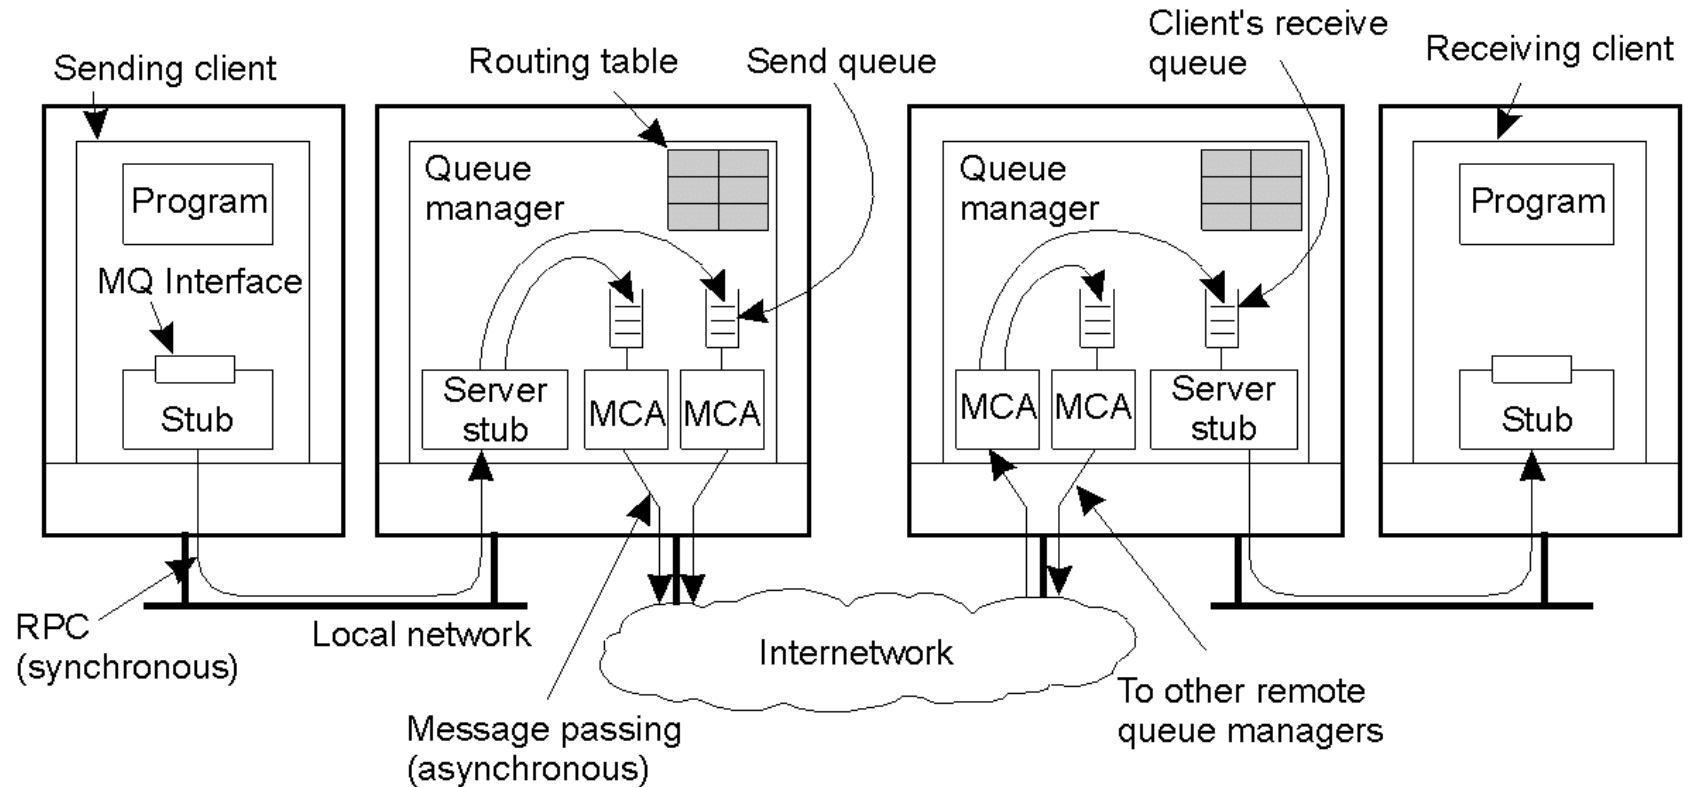 Sending client
Routing table
Send queue
Client's receive
queue
Receiving client
Program
MQ Interface
Stub
Queue
manager
Server
stub
MCA
MCA
Queue
manager
MCA
MCA
Server
stub
Program
Stub
RPC
(synchronous)
Local network
Message passing
(asynchronous)
Internetwork
To other remote
queue managers